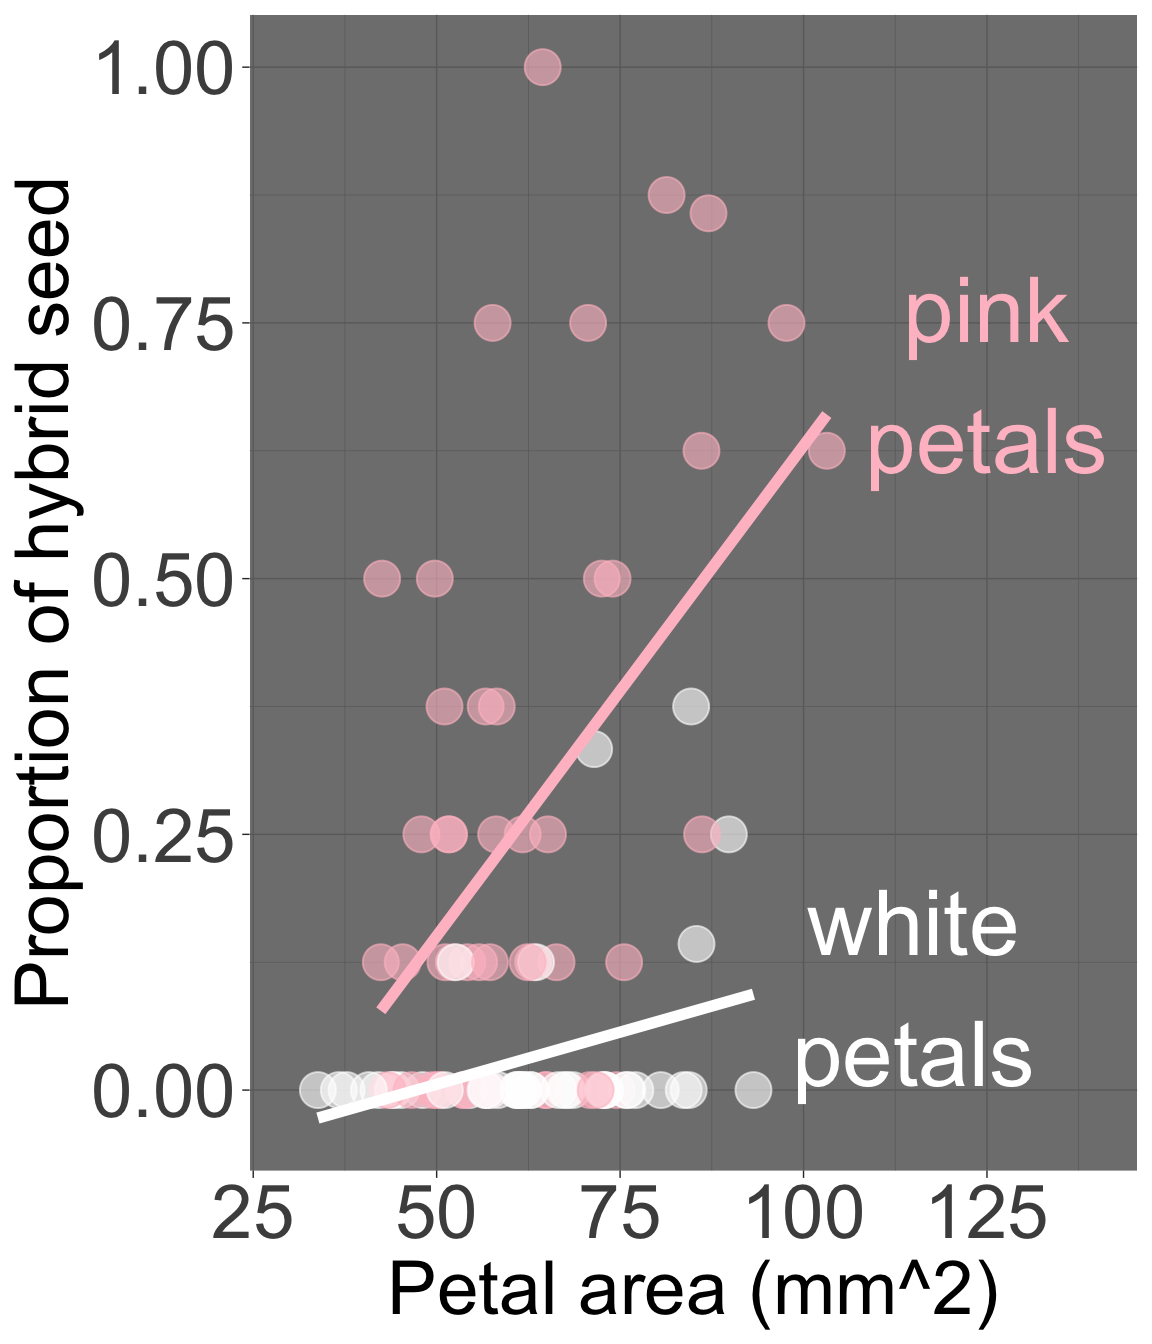 Proportion of hybrid seed
1.00
0.75
0.50
0.25
0.00
pink
petals
white
petals
25 50 75 100 125
Petal area (mm^2)